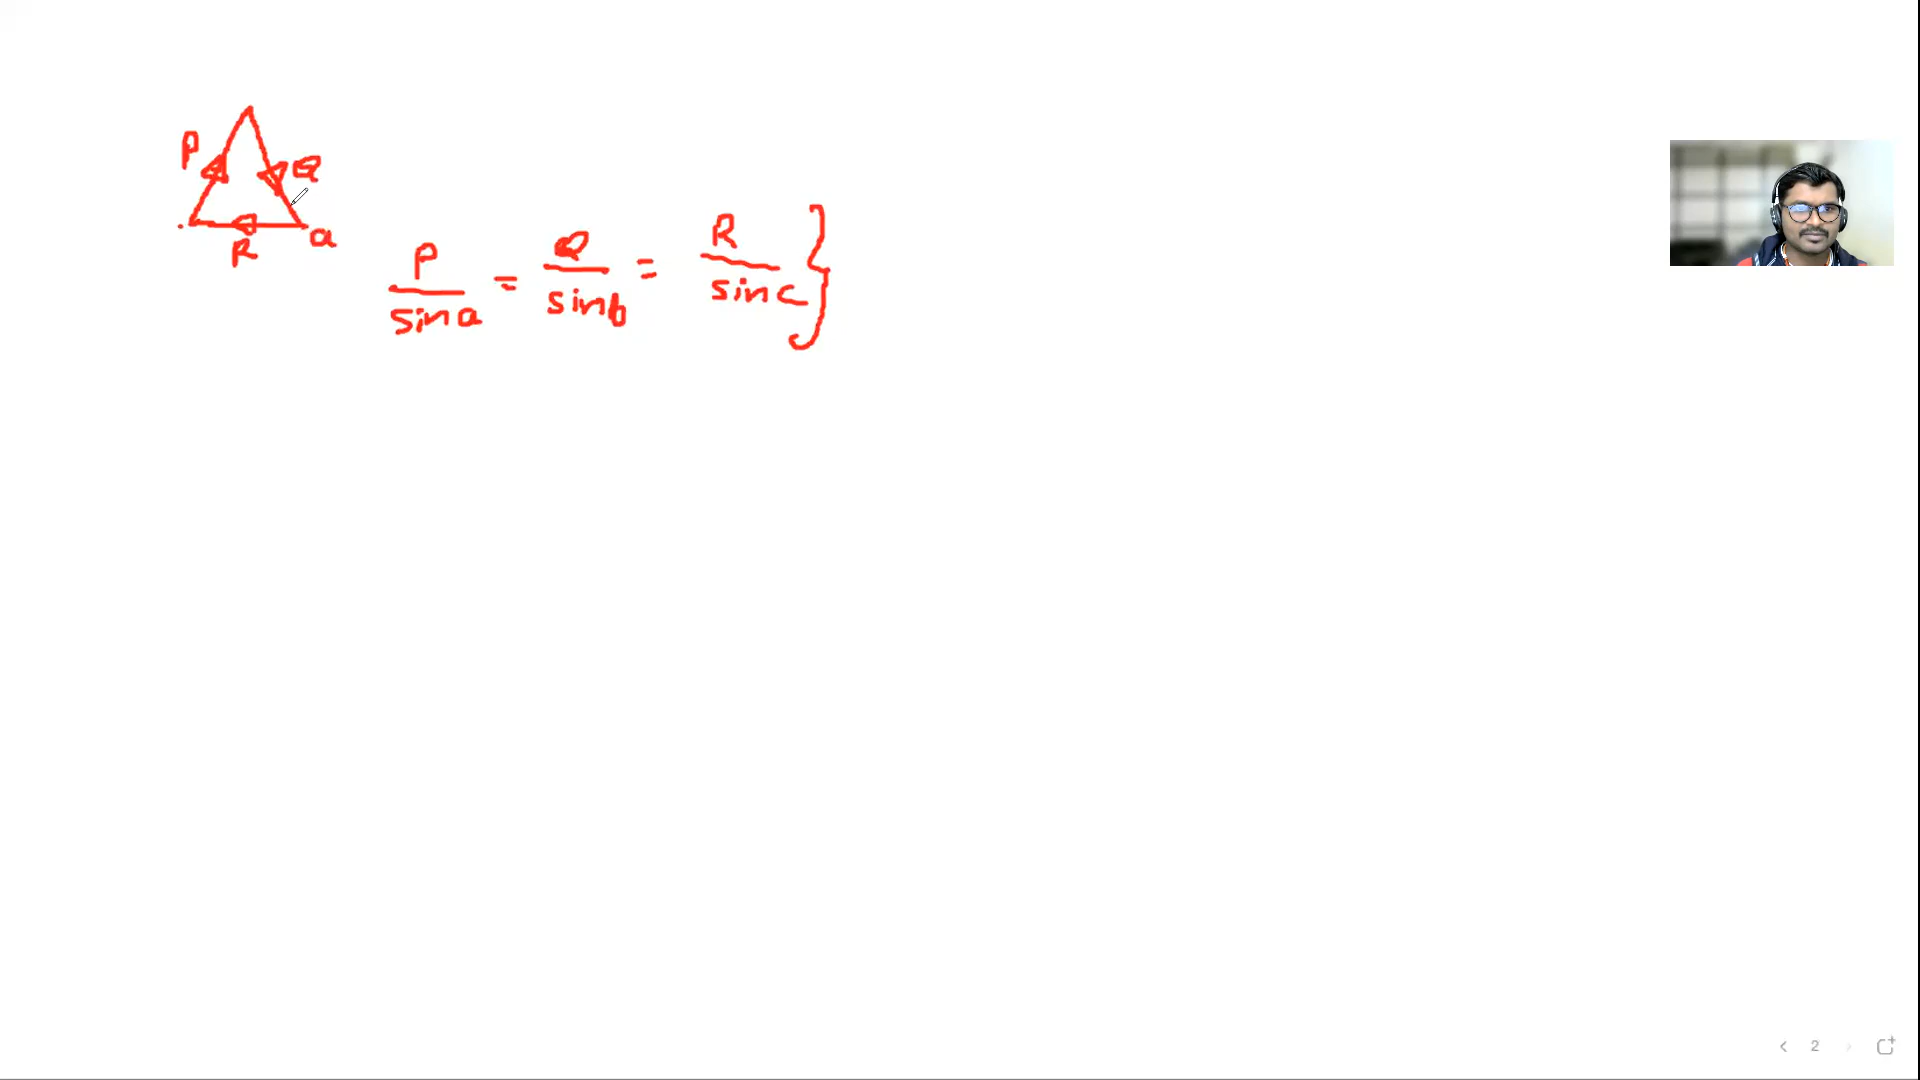 P
Q
R a
P/sin a = Q/sin b = R/sin c }
2